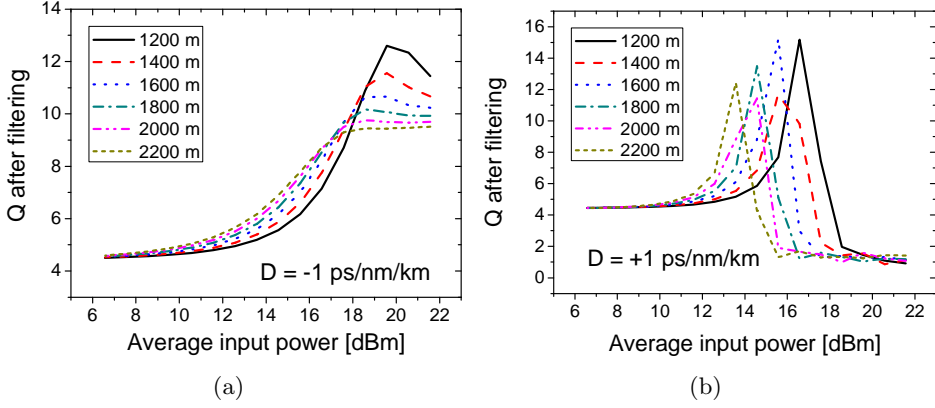 14
12
10
8
6
4
Q after filtering
1200 m
1400 m
1600 m
1800 m
2000 m
2200 m
D = -1 ps/nm/km
6 8 10 12 14 16 18 20 22
Average input power [dBm]
(a)
16
14
12
10
8
6
4
2
0
Q after filtering
1200 m
1400 m
1600 m
1800 m
2000 m
2200 m
D = +1 ps/nm/km
6 8 10 12 14 16 18 20 22
Average input power [dBm]
(b)